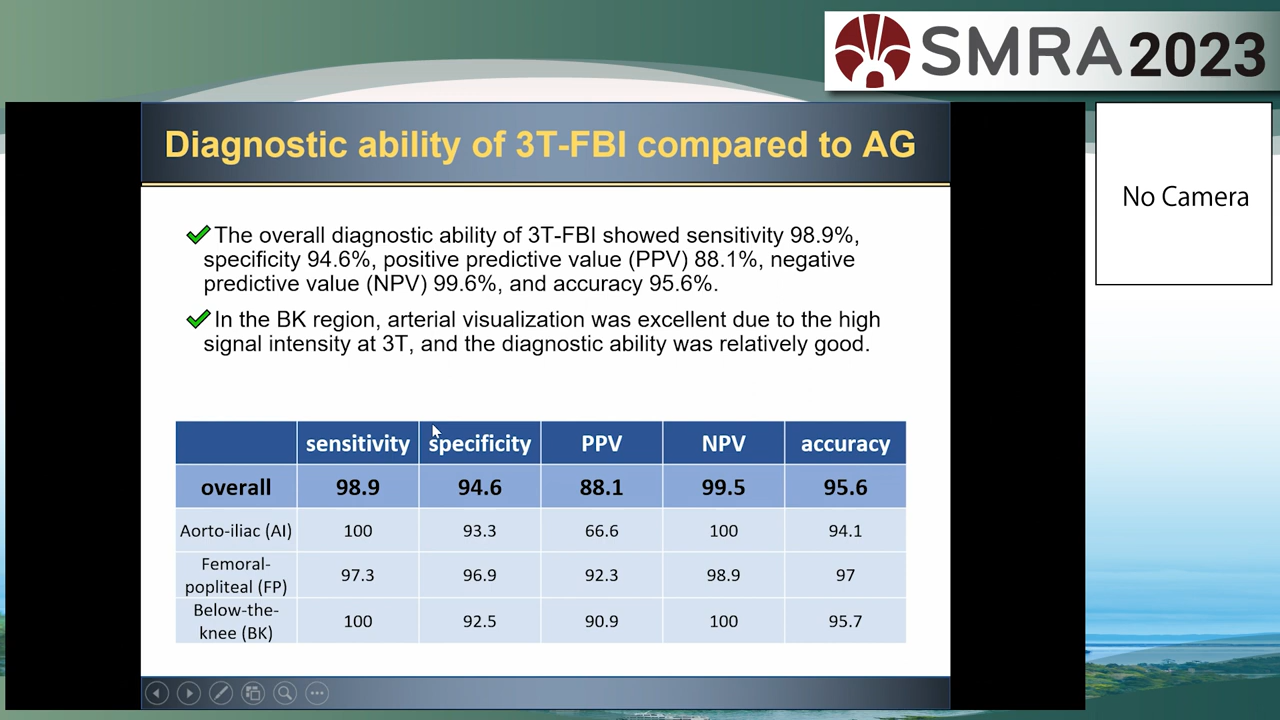 SMRA 2023
Diagnostic ability of 3T-FBI compared to AG
No Camera
The overall diagnostic ability of 3T-FBI showed sensitivity 98.9%,
specificity 94.6%, positive predictive value (PPV) 88.1%, negative
predictive value (NPV) 99.6%, and accuracy 95.6%.
In the BK region, arterial visualization was excellent due to the high
signal intensity at 3T, and the diagnostic ability was relatively good.
sensitivity specificity PPV NPV accuracy
overall 98.9 94.6 88.1 99.5 95.6
Aorto-iliac (AI) 100 93.3 66.6 100 94.1
Femoral-
popliteal (FP) 97.3 96.9 92.3 98.9 97
Below-the-
knee (BK) 100 92.5 90.9 100 95.7